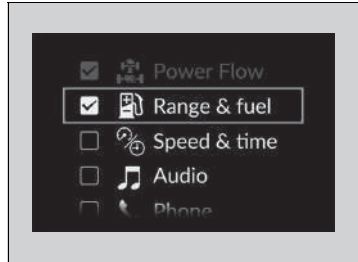 Power Flow
Range & fuel
Speed & time
Audio
Phone